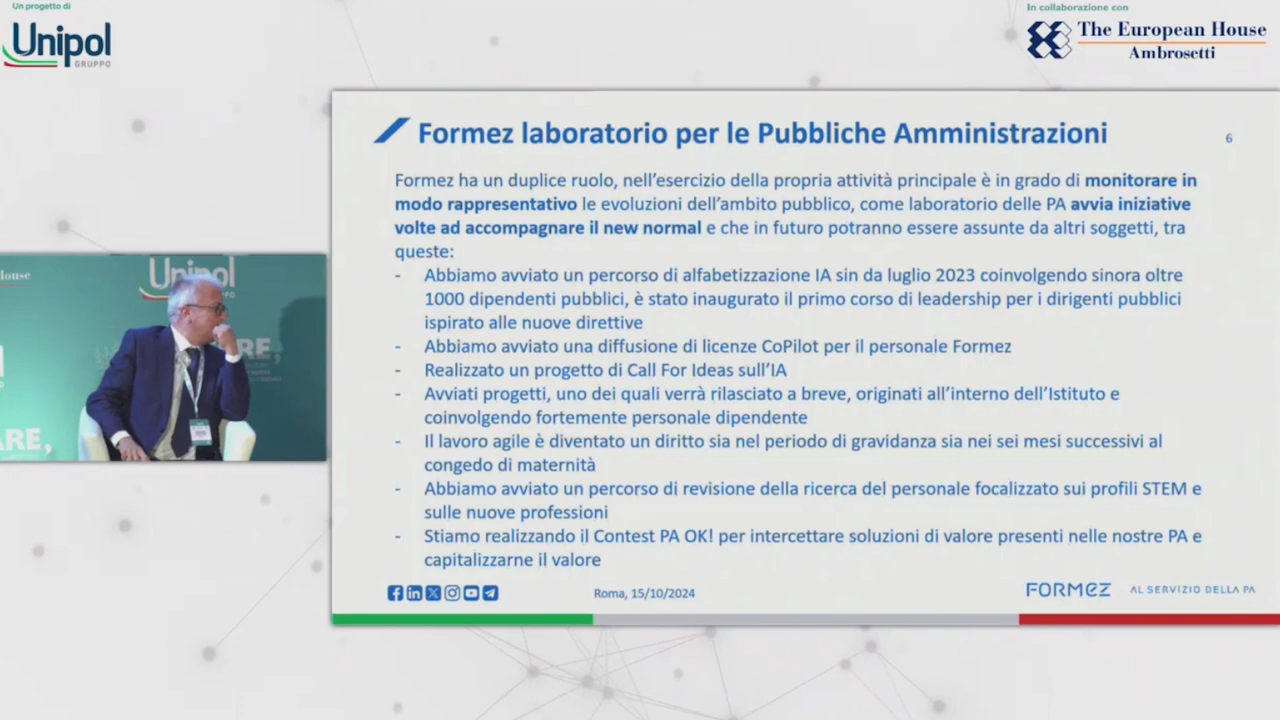 Un progetto di
Unipol
GRUPPO
In collaborazione con
The European House
Ambrosetti
Formez laboratorio per le Pubbliche Amministrazioni
6
Formez ha un duplice ruolo, nell'esercizio della propria attività principale è in grado di monitorare in
modo rappresentativo le evoluzioni dell'ambito pubblico, come laboratorio delle PA avvia iniziative
volte ad accompagnare il new normal e che in futuro potranno essere assunte da altri soggetti, tra
queste:
- Abbiamo avviato un percorso di alfabetizzazione IA sin da luglio 2023 coinvolgendo sinora oltre
1000 dipendenti pubblici, è stato inaugurato il primo corso di leadership per i dirigenti pubblici
ispirato alle nuove direttive
- Abbiamo avviato una diffusione di licenze CoPilot per il personale Formez
- Realizzato un progetto di Call For Ideas sull'IA
- Avviati progetti, uno dei quali verrà rilasciato a breve, originati all'interno dell'Istituto e
coinvolgendo fortemente personale dipendente
- Il lavoro agile è diventato un diritto sia nel periodo di gravidanza sia nei sei mesi successivi al
congedo di maternità
- Abbiamo avviato un percorso di revisione della ricerca del personale focalizzato sui profili STEM e
sulle nuove professioni
- Stiamo realizzando il Contest PA OK! per intercettare soluzioni di valore presenti nelle nostre PA e
capitalizzarne il valore
Roma, 15/10/2024
FORMEZ
AL SERVIZIO DELLA PA
House
Unipol
ARE,